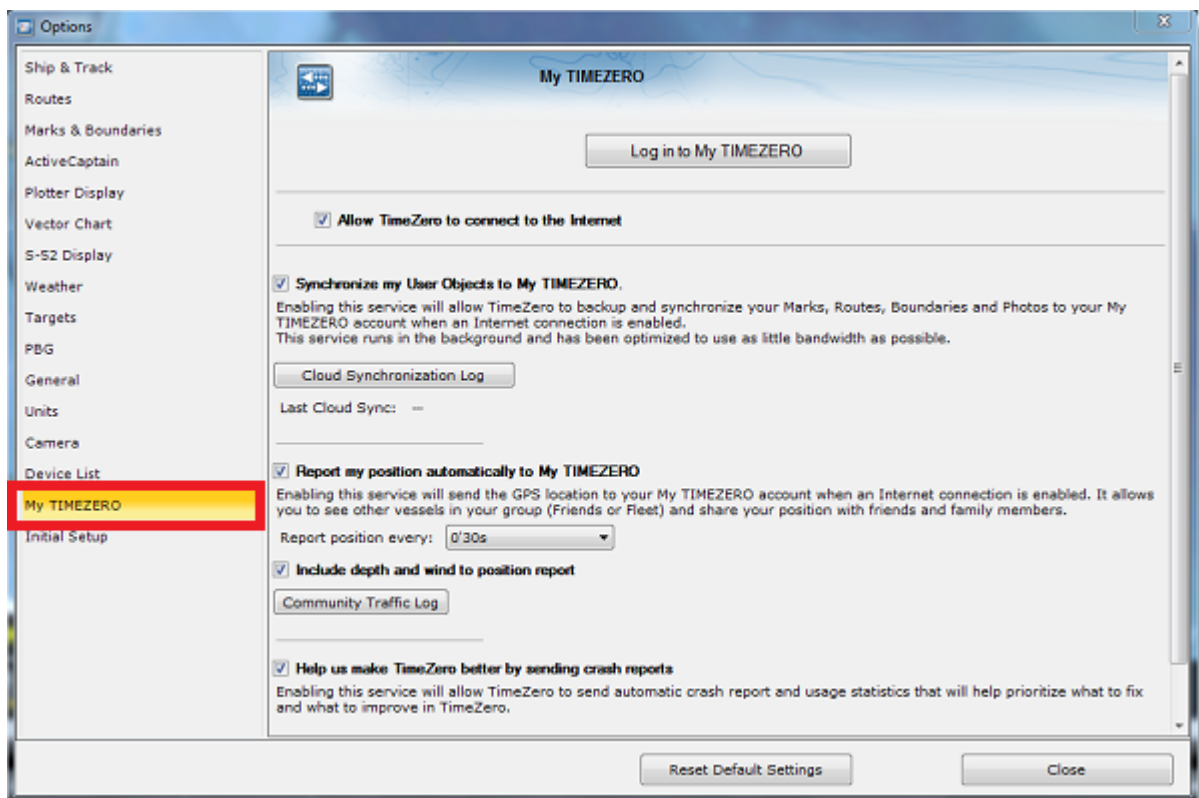 Options
Ship & Track
Routes
Marks & Boundaries
ActiveCaptain
Plotter Display
Vector Chart
S-52 Display
Weather
Targets
PBG
General
Units
Camera
Device List
My TIMEZERO
Initial Setup
My TIMEZERO
Log in to My TIMEZERO
Allow TimeZero to connect to the Internet
Synchronize my User Objects to My TIMEZERO.
Enabling this service will allow TimeZero to backup and synchronize your Marks, Routes, Boundaries and Photos to your My
TIMEZERO account when an Internet connection is enabled.
This service runs in the background and has been optimized to use as little bandwidth as possible.
Cloud Synchronization Log
Last Cloud Sync: --
Report my position automatically to My TIMEZERO
Enabling this service will send the GPS location to your My TIMEZERO account when an Internet connection is enabled. It allows
you to see other vessels in your group (Friends or Fleet) and share your position with friends and family members.
Report position every: 0'30s
Include depth and wind to position report
Community Traffic Log
Help us make TimeZero better by sending crash reports
Enabling this service will allow TimeZero to send automatic crash report and usage statistics that will help prioritize what to fix
and what to improve in TimeZero.
Reset Default Settings
Close